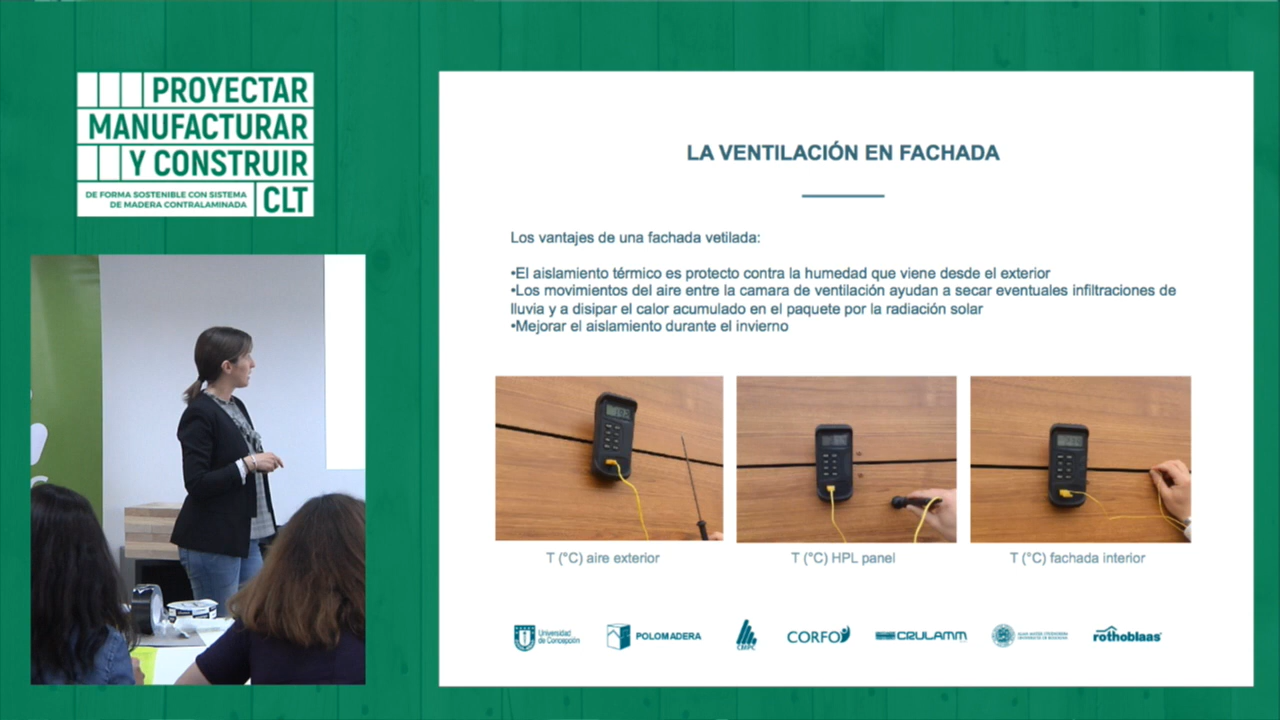 PROYECTAR
MANUFACTURAR
Y CONSTRUIR
DE FORMA SOSTENIBLE CON SISTEMA
DE MADERA CONTRALAMINADA
CLT
LA VENTILACIÓN EN FACHADA
Los vantajes de una fachada vetilada:
•El aislamiento térmico es protecto contra la humedad que viene desde el exterior
•Los movimientos del aire entre la camara de ventilación ayudan a secar eventuales infiltraciones de
lluvia y a disipar el calor acumulado en el paquete por la radiación solar
•Mejorar el aislamiento durante el invierno
T (°C) aire exterior
T (°C) HPL panel
T (°C) fachada interior
Universidad
de Concepción
POLOMADERA
CMPC
CORFO
CRULAMM
rothoblaas